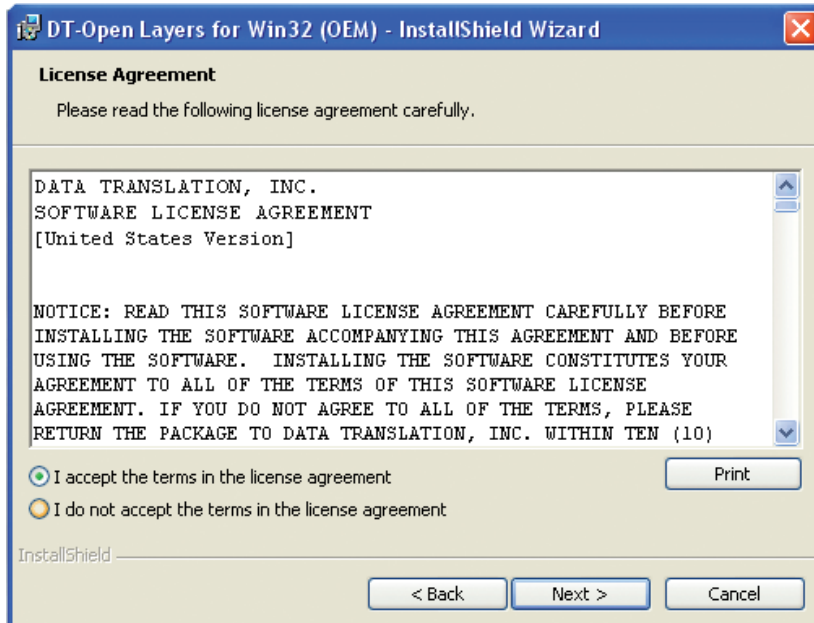 DT-Open Layers for Win32 (OEM) - InstallShield Wizard
License Agreement
Please read the following license agreement carefully.
DATA TRANSLATION, INC.
SOFTWARE LICENSE AGREEMENT
[United States Version]
NOTICE: READ THIS SOFTWARE LICENSE AGREEMENT CAREFULLY BEFORE
INSTALLING THE SOFTWARE ACCOMPANYING THIS AGREEMENT AND BEFORE
USING THE SOFTWARE.  INSTALLING THE SOFTWARE CONSTITUTES YOUR
AGREEMENT TO ALL OF THE TERMS OF THIS SOFTWARE LICENSE
AGREEMENT. IF YOU DO NOT AGREE TO ALL OF THE TERMS, PLEASE
RETURN THE PACKAGE TO DATA TRANSLATION, INC. WITHIN TEN (10)
I accept the terms in the license agreement
Print
I do not accept the terms in the license agreement
InstallShield
< Back
Next >
Cancel